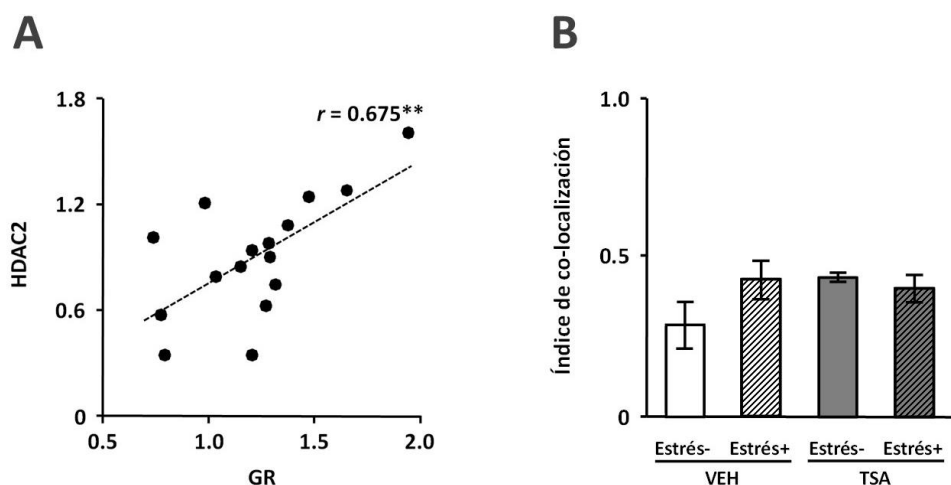 A
r = 0.675**
1.8
1.2
0.6
0
HDAC2
0.5 1.0 1.5 2.0
GR
B
1.0
0.5
0
Índice de co-localización
Estrés- Estrés+ Estrés- Estrés+
VEH TSA